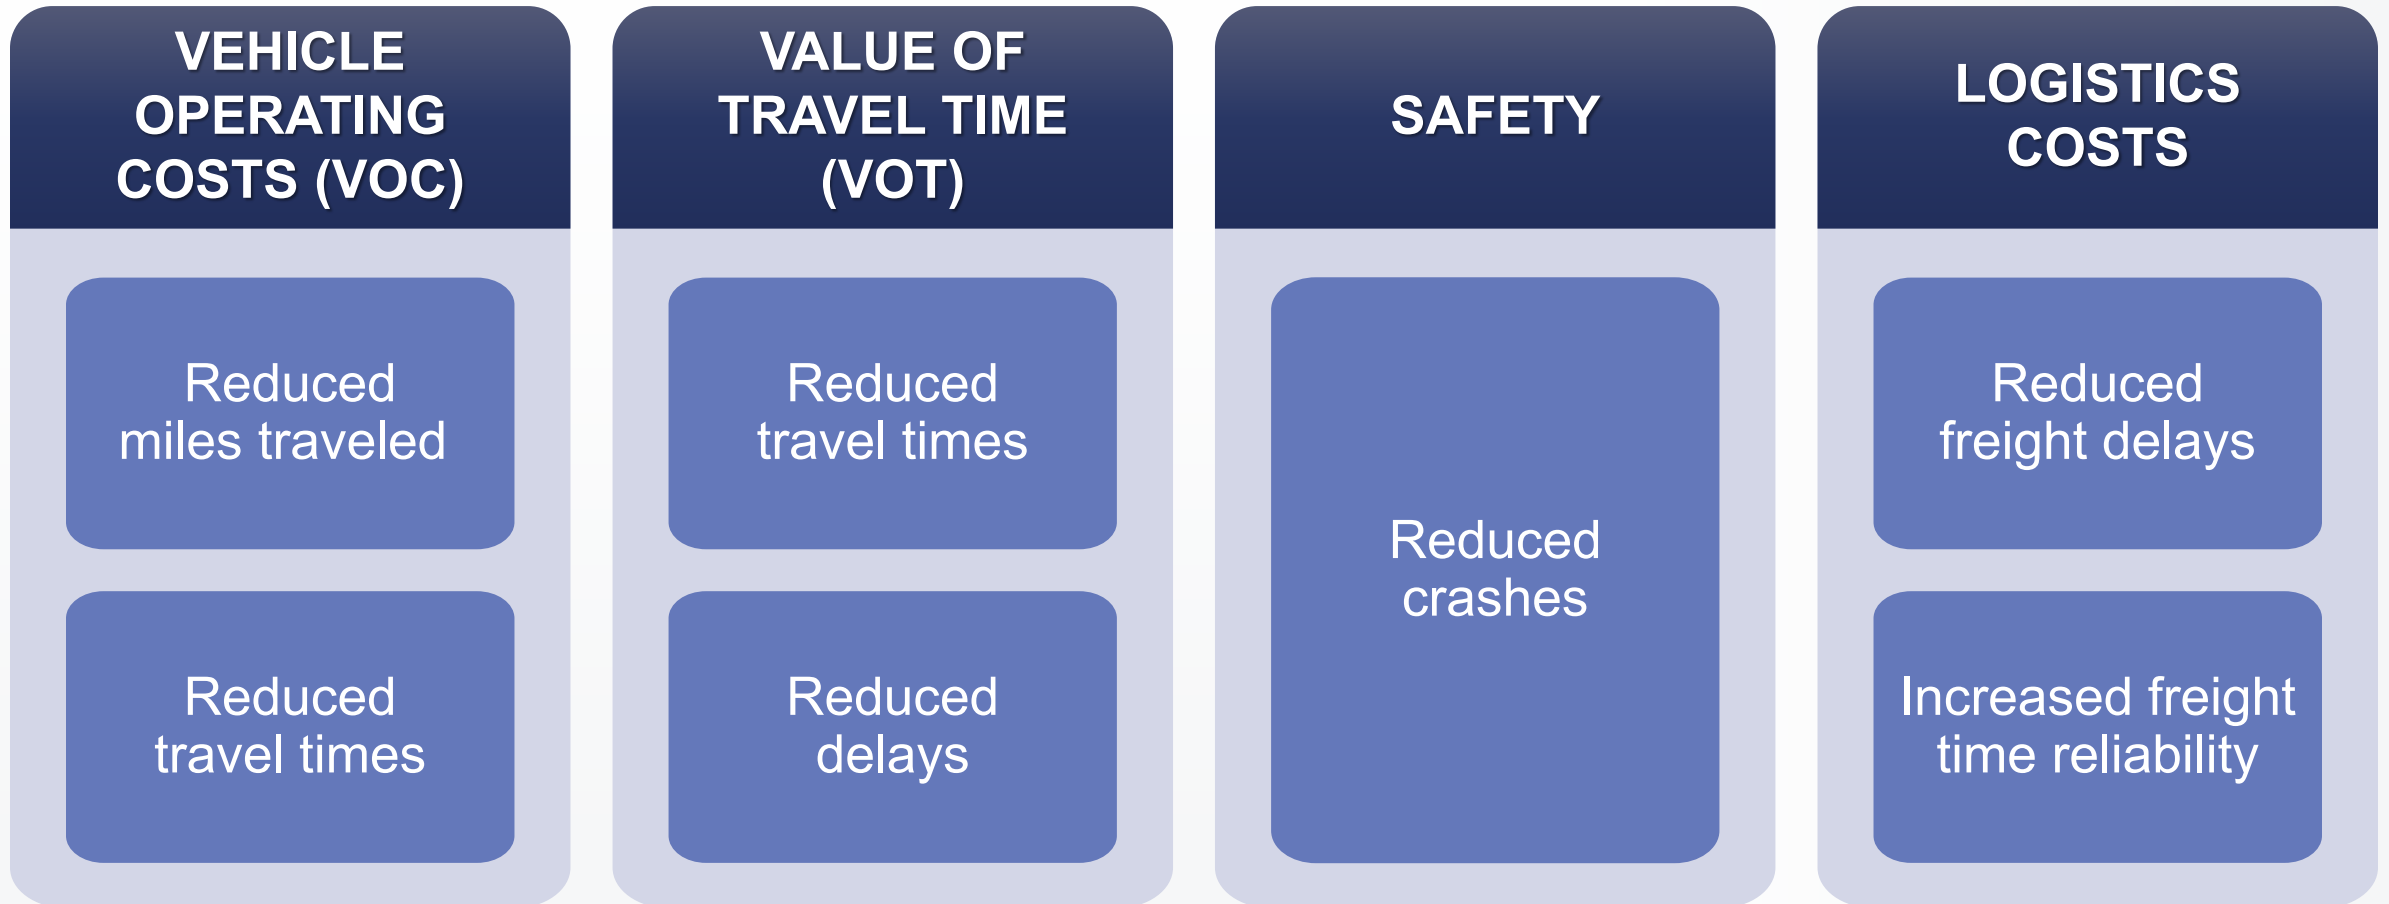 VEHICLE
OPERATING
COSTS (VOC)
Reduced
miles traveled
Reduced
travel times
VALUE OF
TRAVEL TIME
(VOT)
Reduced
travel times
Reduced
delays
SAFETY
Reduced
crashes
LOGISTICS
COSTS
Reduced
freight delays
Increased freight
time reliability